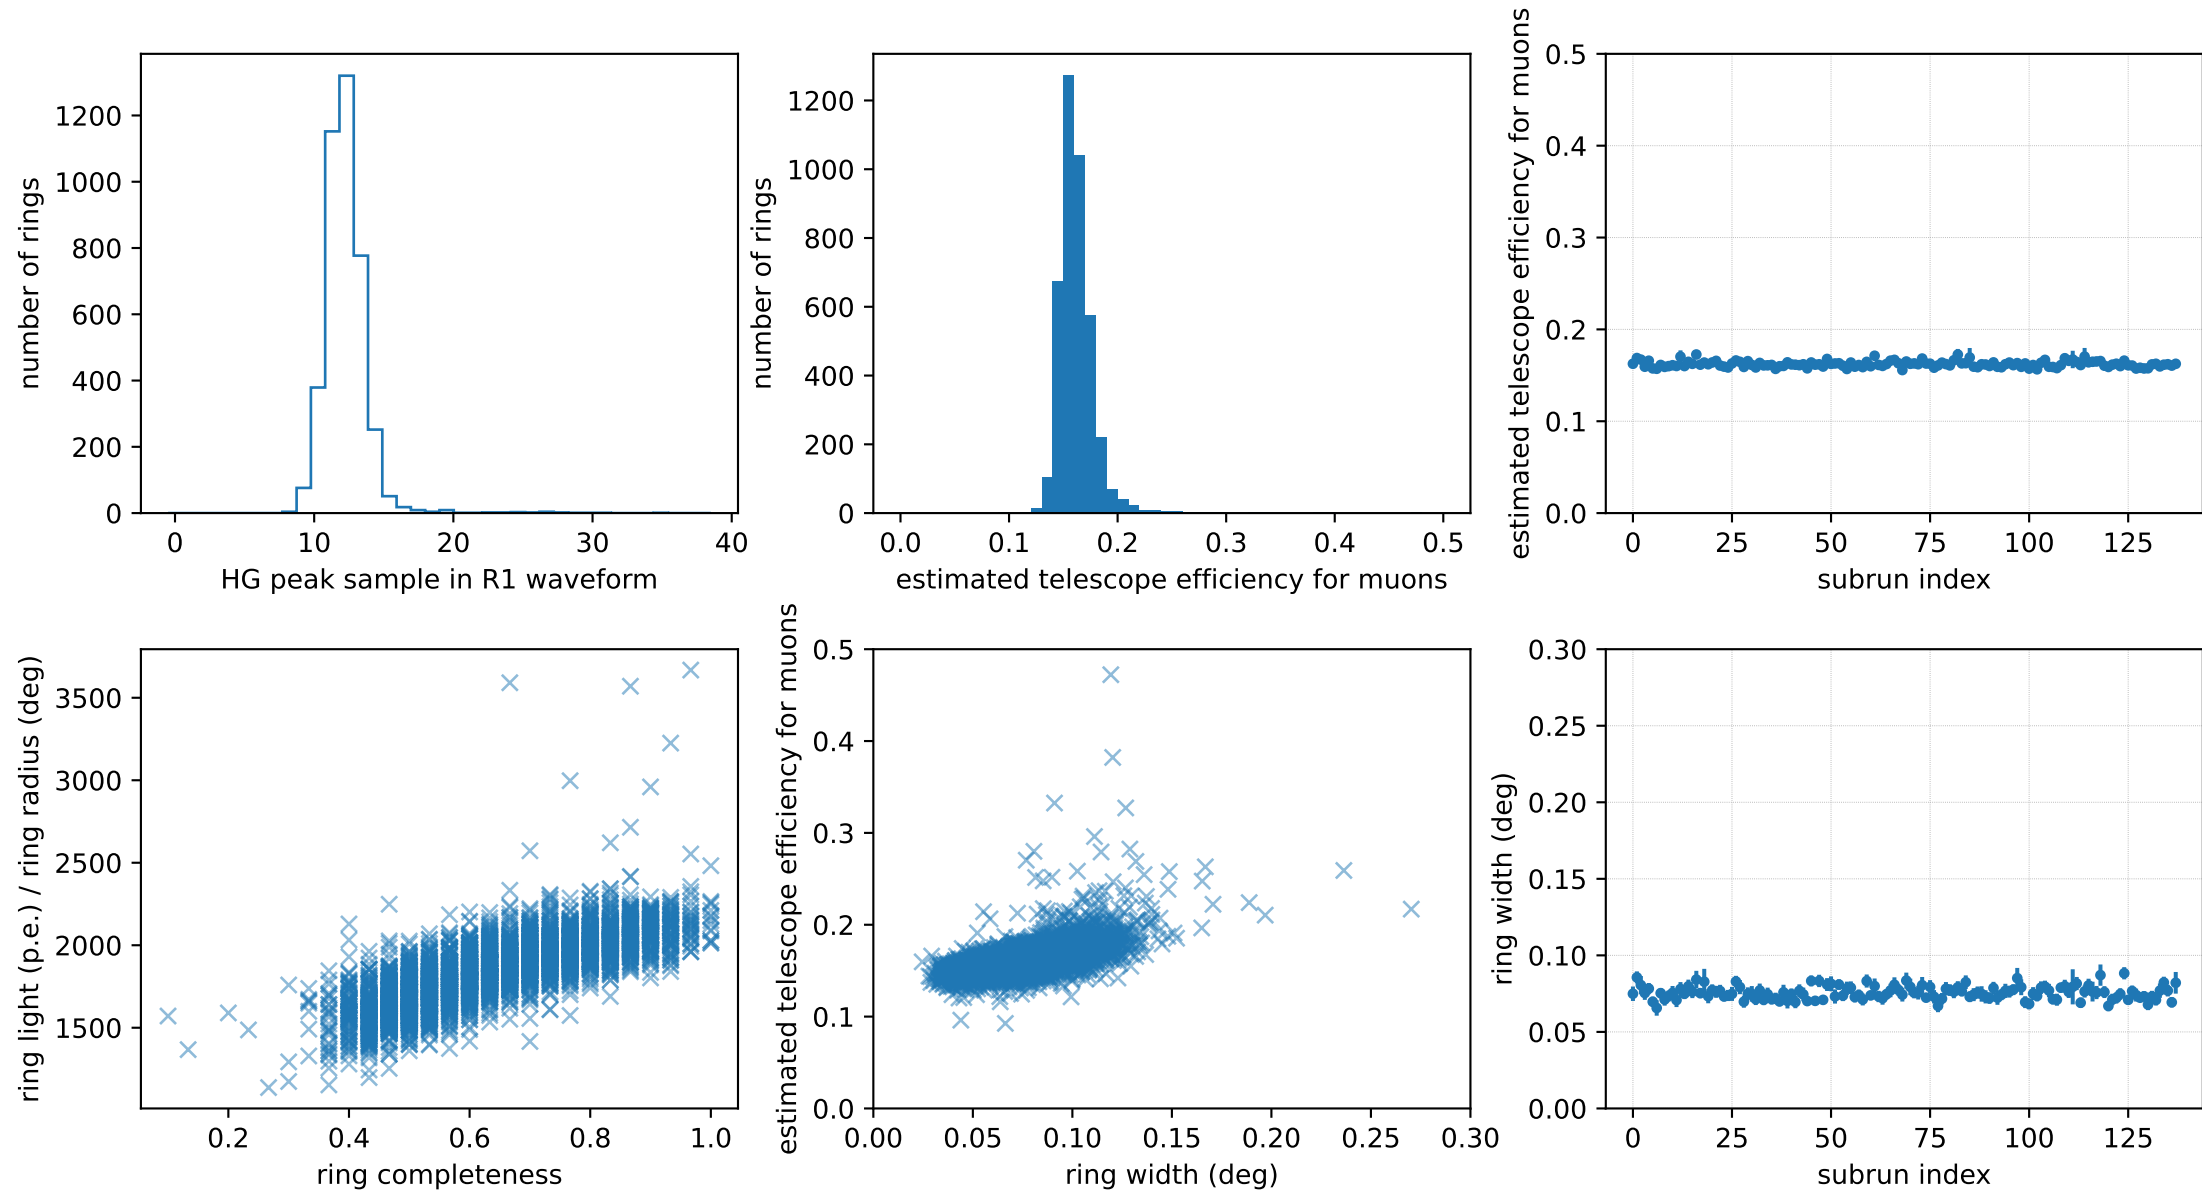 number of rings
1200
1000
800
600
400
200
0
0 10 20 30 40
HG peak sample in R1 waveform
number of rings
1200
1000
800
600
400
200
0
0.0 0.1 0.2 0.3 0.4 0.5
estimated telescope efficiency for muons
estimated telescope efficiency for muons
0.5
0.4
0.3
0.2
0.1
0.0
0 25 50 75 100 125
subrun index
ring light (p.e.) / ring radius (deg)
3500
3000
2500
2000
1500
0.2 0.4 0.6 0.8 1.0
ring completeness
estimated telescope efficiency for muons
0.5
0.4
0.3
0.2
0.1
0.0
0.00 0.05 0.10 0.15 0.20 0.25 0.30
ring width (deg)
ring width (deg)
0.30
0.25
0.20
0.15
0.10
0.05
0.00
0 25 50 75 100 125
subrun index